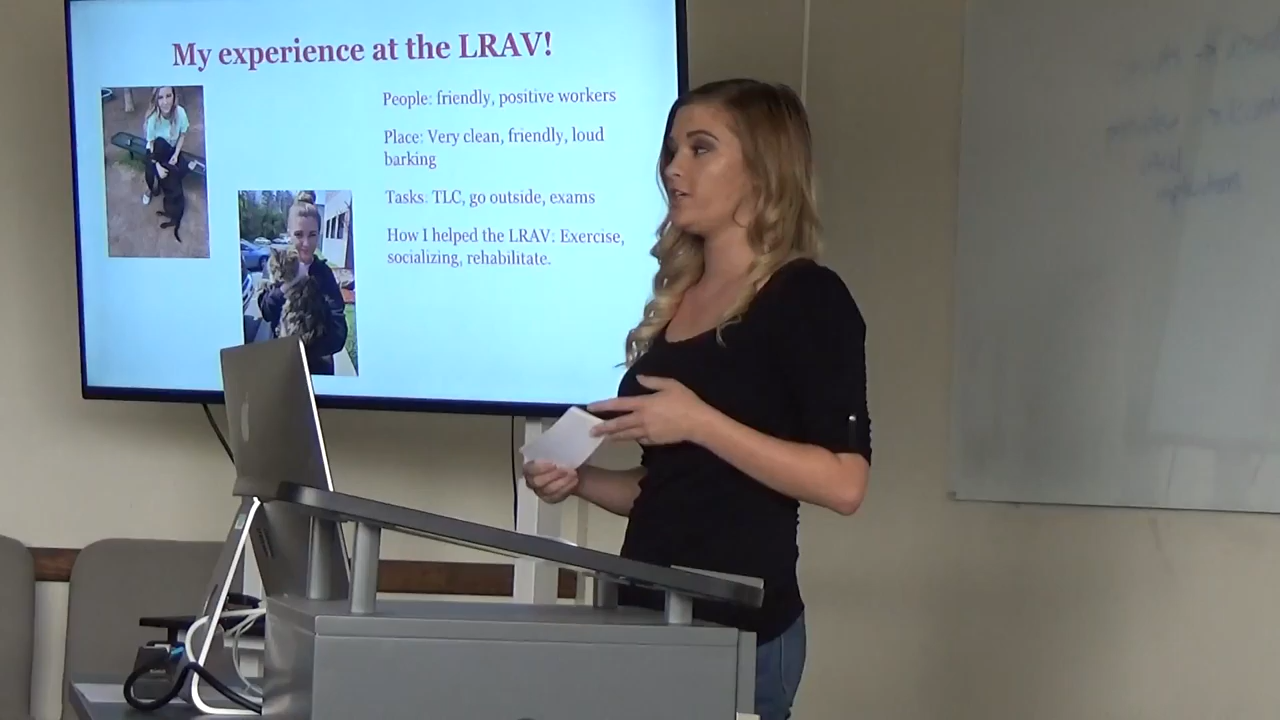 My experience at the LRAV!
People: friendly, positive workers
Place: Very clean, friendly, loud
barking
Tasks: TLC, go outside, exams
How I helped the LRAV: Exercise,
socializing, rehabilitate.